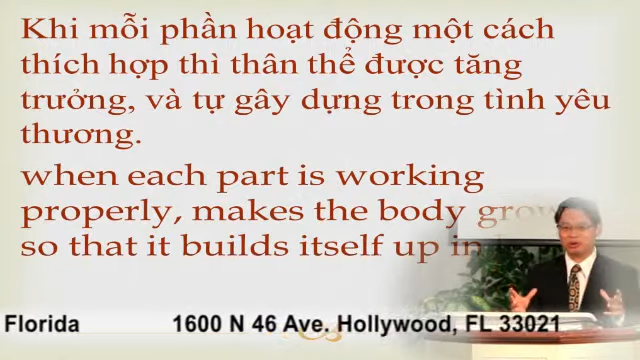 Khi mỗi phần hoạt động một cách
thích hợp thì thân thể được tăng
trưởng, và tự gây dựng trong tình yêu
thương.
when each part is working
properly, makes the body grow
so that it builds itself up in
Florida 1600 N 46 Ave. Hollywood, FL 33021